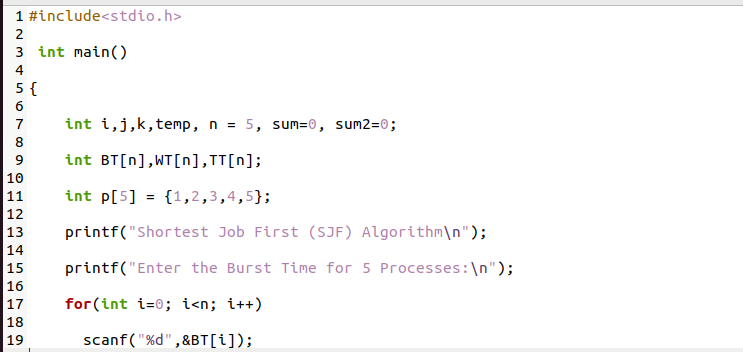 1 #include<stdio.h>
2
3 int main()
4
5 {
6
7 int i,j,k,temp, n = 5, sum=0, sum2=0;
8
9 int BT[n],WT[n],TT[n];
10
11 int p[5] = {1,2,3,4,5};
12
13 printf("Shortest Job First (SJF) Algorithm\n");
14
15 printf("Enter the Burst Time for 5 Processes:\n");
16
17 for(int i=0; i<n; i++)
18
19 scanf("%d",&BT[i]);